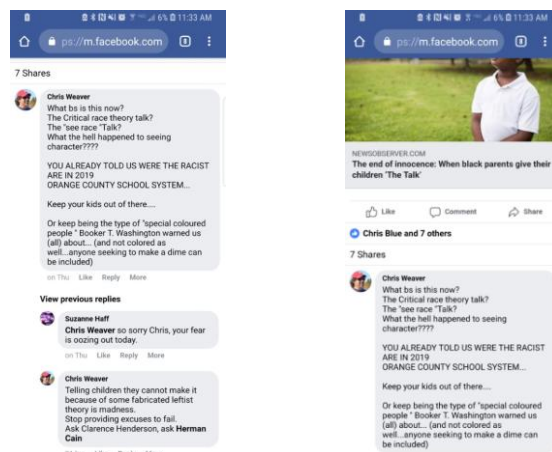 6% 11:33 AM
ps://m.facebook.com
7 Shares
Chris Weaver
What bs is this now?
The Critical race theory talk?
The "see race "Talk?
What the hell happened to seeing
character????
YOU ALREADY TOLD US WERE THE RACIST
ARE IN 2019
ORANGE COUNTY SCHOOL SYSTEM...
Keep your kids out of there....
Or keep being the type of "special coloured
people " Booker T. Washington warned us
(all) about... (and not colored as
well...anyone seeking to make a dime can
be included)
on Thu Like Reply More
View previous replies
Suzanne Haff
Chris Weaver so sorry Chris, your fear
is oozing out today.
on Thu Like Reply More
Chris Weaver
Telling children they cannot make it
because of some fabricated leftist
theory is madness.
Stop providing excuses to fail.
Ask Clarence Henderson, ask Herman
Cain
6% 11:33 AM
ps://m.facebook.com
NEWSOBSERVER.COM
The end of innocence: When black parents give their
children 'The Talk'
Like Comment Share
Chris Blue and 7 others
7 Shares
Chris Weaver
What bs is this now?
The Critical race theory talk?
The "see race "Talk?
What the hell happened to seeing
character????
YOU ALREADY TOLD US WERE THE RACIST
ARE IN 2019
ORANGE COUNTY SCHOOL SYSTEM...
Keep your kids out of there....
Or keep being the type of "special coloured
people " Booker T. Washington warned us
(all) about... (and not colored as
well...anyone seeking to make a dime can
be included)